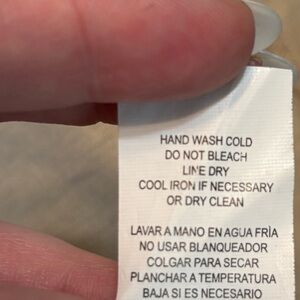 HAND WASH COLD
DO NOT BLEACH
LINE DRY
COOL IRON IF NECESSARY
OR DRY CLEAN
LAVAR A MANO EN AGUA FRÍA
NO USAR BLANQUEADOR
COLGAR PARA SECAR
PLANCHAR A TEMPERATURA
BAJA SI ES NECESARIO